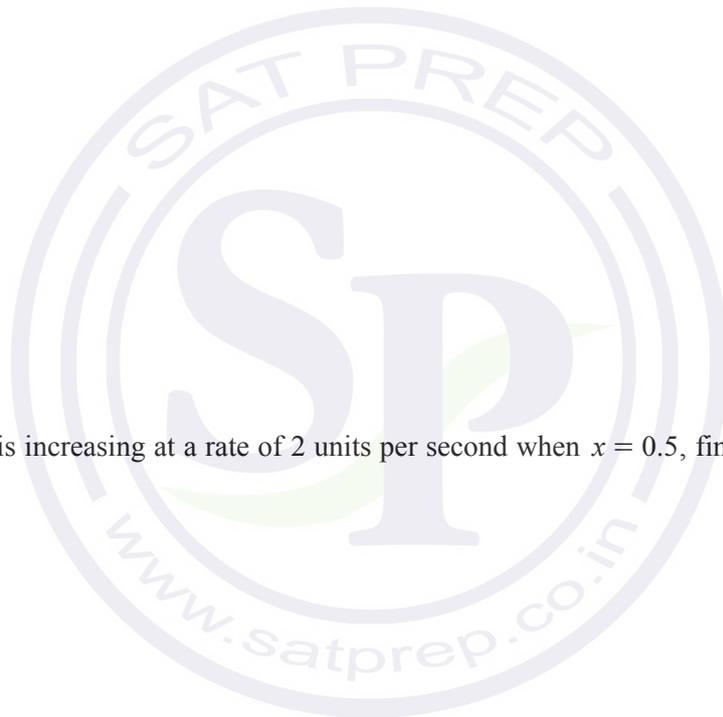 SAT PREP
SP
is increasing at a rate of 2 units per second when x = 0.5, fin
www.satprep.co.in